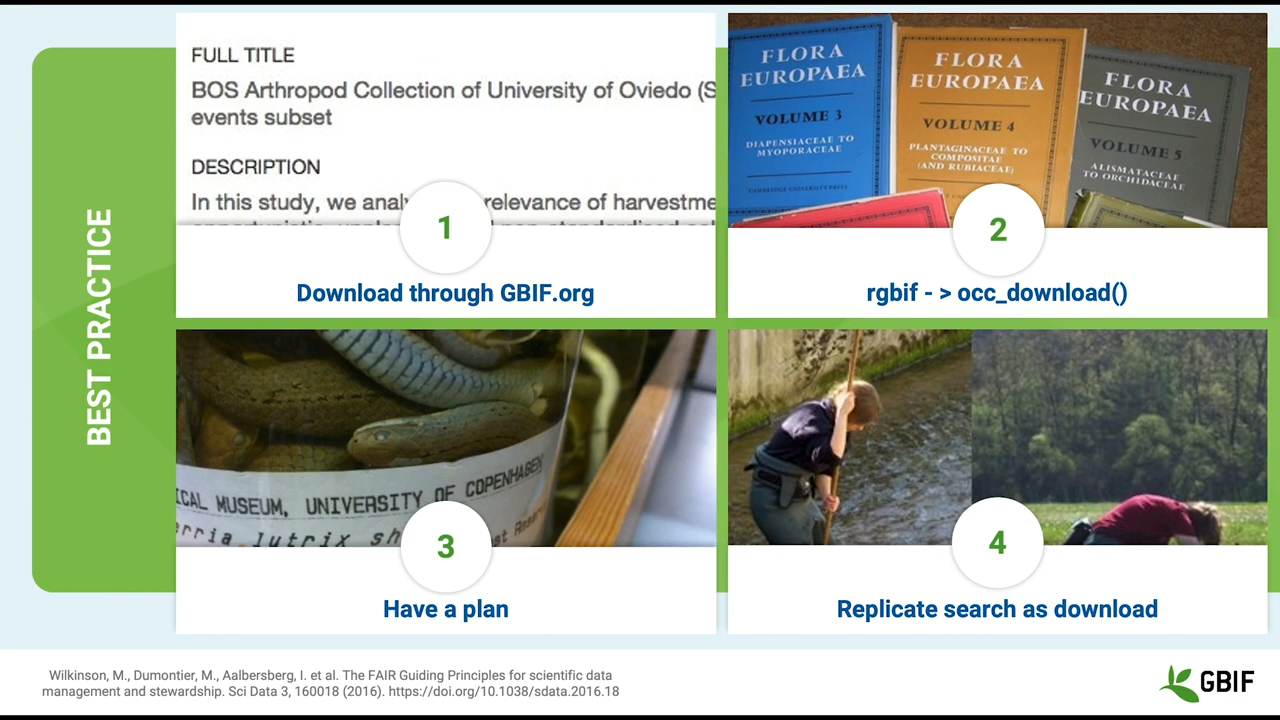 BEST PRACTICE
FULL TITLE
BOS Arthropod Collection of University of Oviedo (S
events subset
DESCRIPTION
In this study, we analy relevance of harvestme
1
Download through GBIF.org
FLORA
EUROPAEA
VOLUME 3
DIAPENSIACEAE TO
MYOPORACEAE
CAMBRIDGE UNIVERSITY PRESS
FLORA
EUROPAEA
VOLUME 4
PLANTAGINACEAE TO
COMPOSITAE
(AND RUBIACEAE)
FLORA
EUROPAEA
VOLUME 5
ALISMATACEAE
TO ORCHIDACEAE
2
rgbif - > occ_download()
ICAL MUSEUM, UNIVERSITY OF COPENHAGEN
erria lutrix sh
3
Have a plan
4
Replicate search as download
Wilkinson, M., Dumontier, M., Aalbersberg, I. et al. The FAIR Guiding Principles for scientific data
management and stewardship. Sci Data 3, 160018 (2016). https://doi.org/10.1038/sdata.2016.18
GBIF